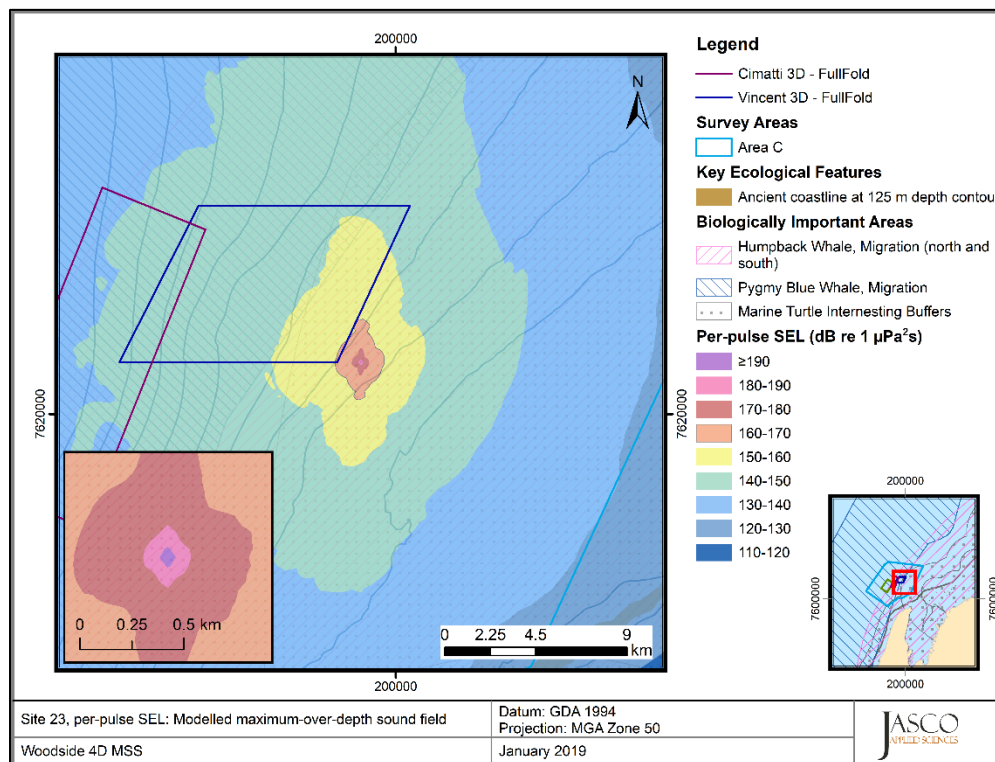 200000
N
7620000
7620000
0 0.25 0.5 km
0 2.25 4.5 9
km
200000
Legend
Cimatti 3D - FullFold
Vincent 3D - FullFold
Survey Areas
Area C
Key Ecological Features
Ancient coastline at 125 m depth contour
Biologically Important Areas
Humpback Whale, Migration (north and
south)
Pygmy Blue Whale, Migration
Marine Turtle Internesting Buffers
Per-pulse SEL (dB re 1 µPa²s)
≥190
180-190
170-180
160-170
150-160
140-150
130-140
120-130
110-120
200000
7600000
7600000
200000
Site 23, per-pulse SEL: Modelled maximum-over-depth sound field
Datum: GDA 1994
Projection: MGA Zone 50
Woodside 4D MSS
January 2019
JASCO
APPLIED SCIENCES